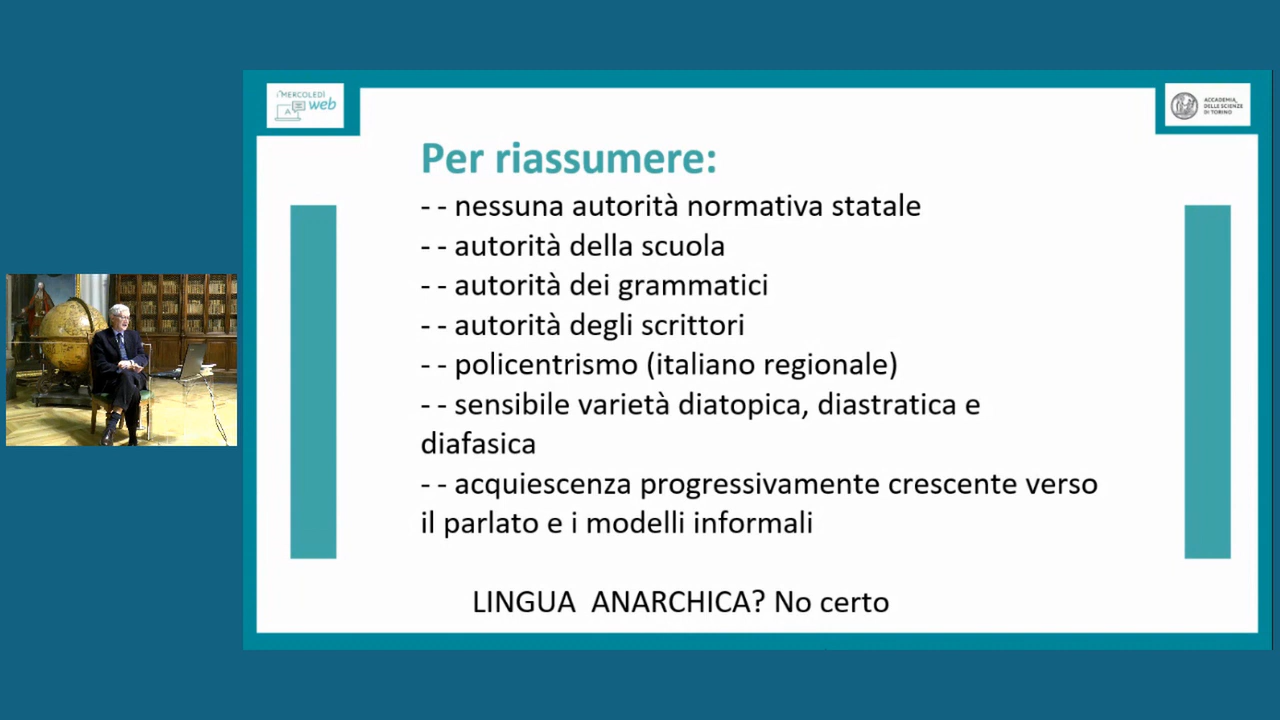 i MERCOLEDÌ
web
A
ACCADEMIA
DELLE SCIENZE
DI TORINO
Per riassumere:
- - nessuna autorità normativa statale
- - autorità della scuola
- - autorità dei grammatici
- - autorità degli scrittori
- - policentrismo (italiano regionale)
- - sensibile varietà diatopica, diastratica e
diafasica
- - acquiescenza progressivamente crescente verso
il parlato e i modelli informali
LINGUA  ANARCHICA? No certo